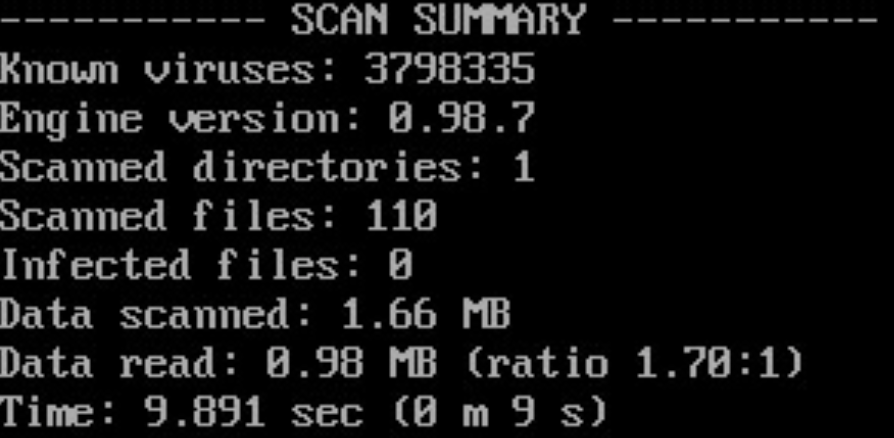 ----------- SCAN SUMMARY -----------
Known viruses: 3798335
Engine version: 0.98.7
Scanned directories: 1
Scanned files: 110
Infected files: 0
Data scanned: 1.66 MB
Data read: 0.98 MB (ratio 1.70:1)
Time: 9.891 sec (0 m 9 s)